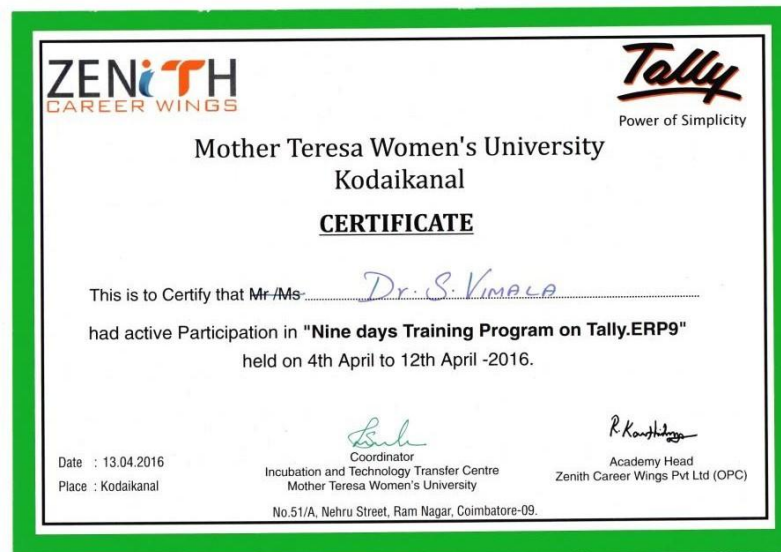 ZENiTH
CAREER WINGS
Tally
Power of Simplicity
Mother Teresa Women's University
Kodaikanal
CERTIFICATE
This is to Certify that Mr /Ms Dr. S. VIMALA
had active Participation in "Nine days Training Program on Tally.ERP9"
held on 4th April to 12th April -2016.
Date : 13.04.2016
Place : Kodaikanal
Coordinator
Incubation and Technology Transfer Centre
Mother Teresa Women's University
Academy Head
Zenith Career Wings Pvt Ltd (OPC)
No.51/A, Nehru Street, Ram Nagar, Coimbatore-09.